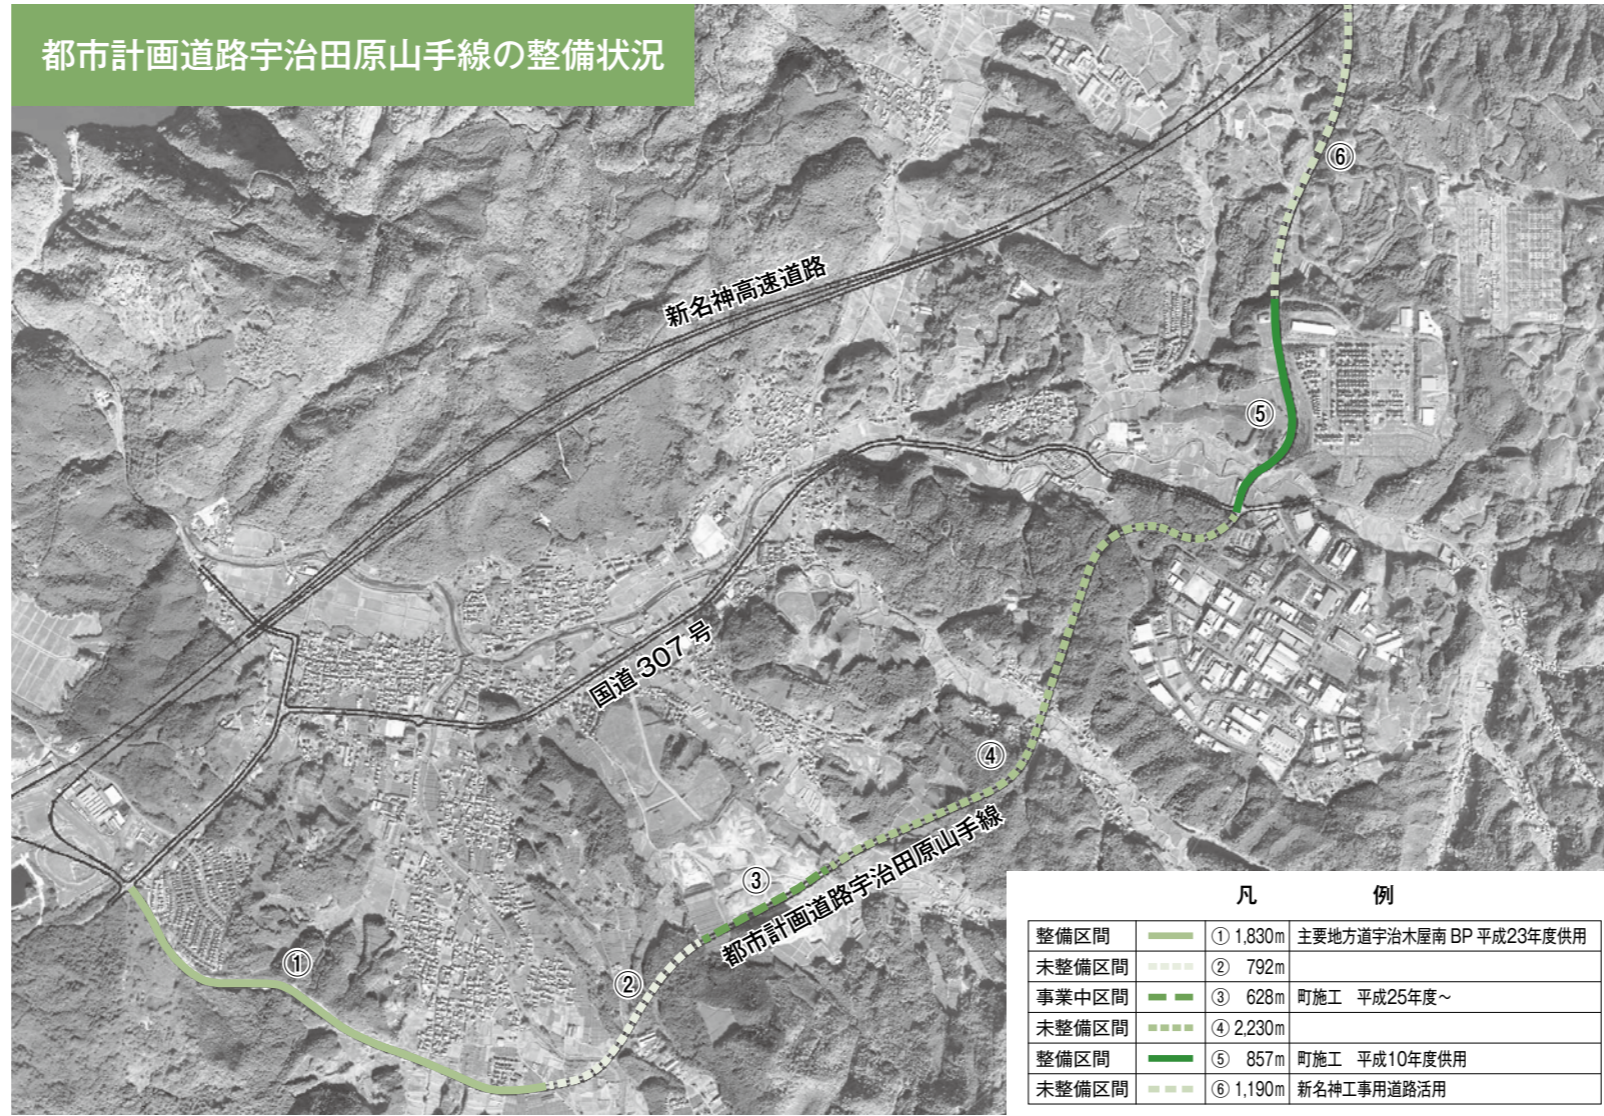 都市計画道路宇治田原山手線の整備状況
⑥
新名神高速道路
⑤
国道307号
④
③
都市計画道路宇治田原山手線
②
①
凡例
整備区間 ① 1,830m 主要地方道宇治木屋南BP 平成23年度供用
未整備区間 ② 792m
事業中区間 ③ 628m 町施工 平成25年度～
未整備区間 ④ 2,230m
整備区間 ⑤ 857m 町施工 平成10年度供用
未整備区間 ⑥ 1,190m 新名神工事用道路活用